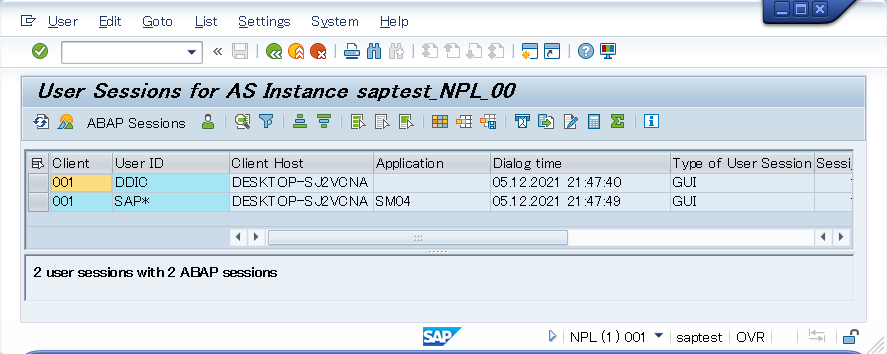 User Edit Goto List Settings System Help
User Sessions for AS Instance saptest_NPL_00
ABAP Sessions
Client User ID Client Host Application Dialog time Type of User Session Sessi
001 DDIC DESKTOP-SJ2VCNA 05.12.2021 21:47:40 GUI
001 SAP* DESKTOP-SJ2VCNA SM04 05.12.2021 21:47:49 GUI
2 user sessions with 2 ABAP sessions
SAP NPL (1) 001 saptest OVR